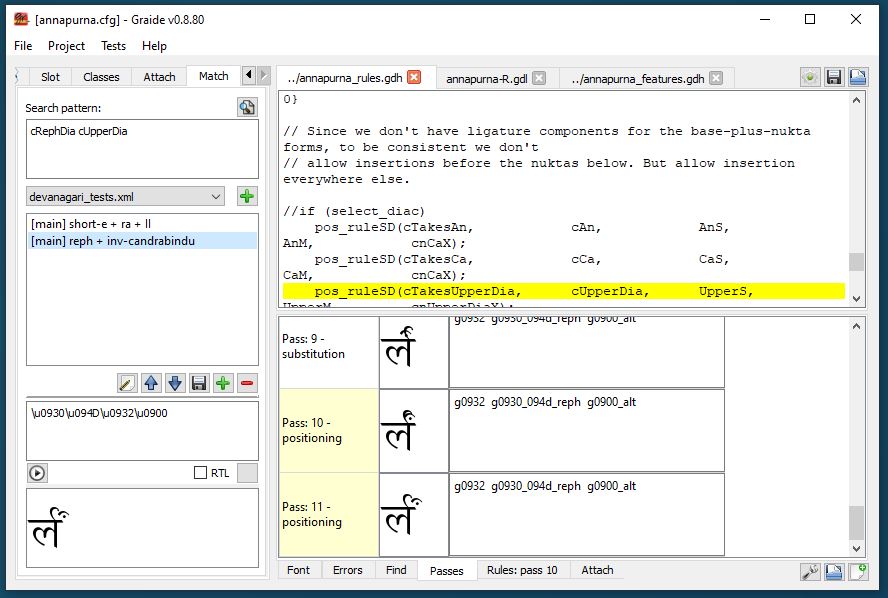 [annapurna.cfg] - Graide v0.8.80
File Project Tests Help
Slot Classes Attach Match
Search pattern:
cRephDia cUpperDia
devanagari_tests.xml
[main] short-e + ra + ll
[main] reph + inv-candrabindu
\u0930\u094D\u0932\u0900
RTL
र्लऀ
../annapurna_rules.gdh annapurna-R.gdl ../annapurna_features.gdh
0}
// Since we don't have ligature components for the base-plus-nukta
forms, to be consistent we don't
// allow insertions before the nuktas below. But allow insertion
everywhere else.
//if (select_diac)
pos_ruleSD(cTakesAn, cAn, AnS,
AnM, cnCaX);
pos_ruleSD(cTakesCa, cCa, CaS,
CaM, cnCaX);
pos_ruleSD(cTakesUpperDia, cUpperDia, UpperS,
UpperM, cnUpperDiaX);
Pass: 9 -
substitution
र्लऀ
g0932 g0930_094d_reph g0900_alt
Pass: 10 -
positioning
र्लऀ
g0932 g0930_094d_reph g0900_alt
Pass: 11 -
positioning
र्लऀ
g0932 g0930_094d_reph g0900_alt
Font Errors Find Passes Rules: pass 10 Attach